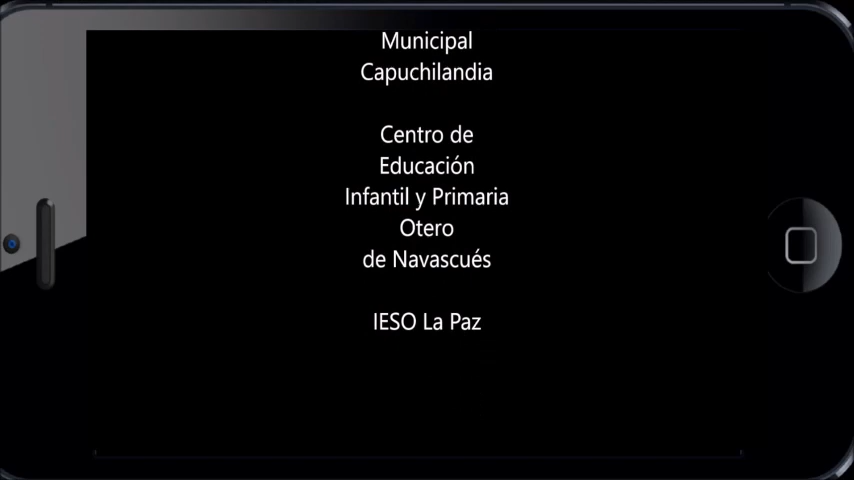 Municipal
Capuchilandia
Centro de
Educación
Infantil y Primaria
Otero
de Navascués
IESO La Paz